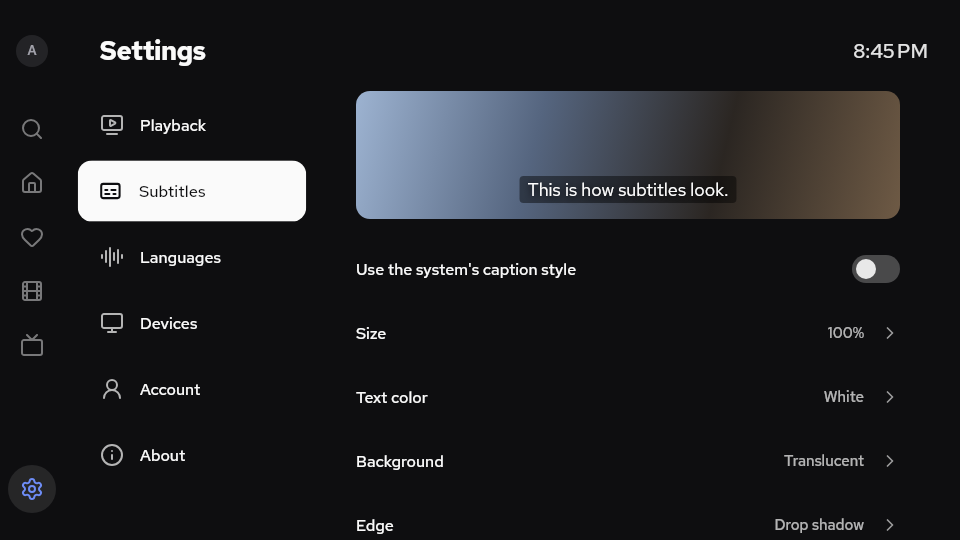 A
Settings
8:45 PM
Playback
Subtitles
Languages
Devices
Account
About
This is how subtitles look.
Use the system's caption style
Size
100%
Text color
White
Background
Translucent
Edge
Drop shadow